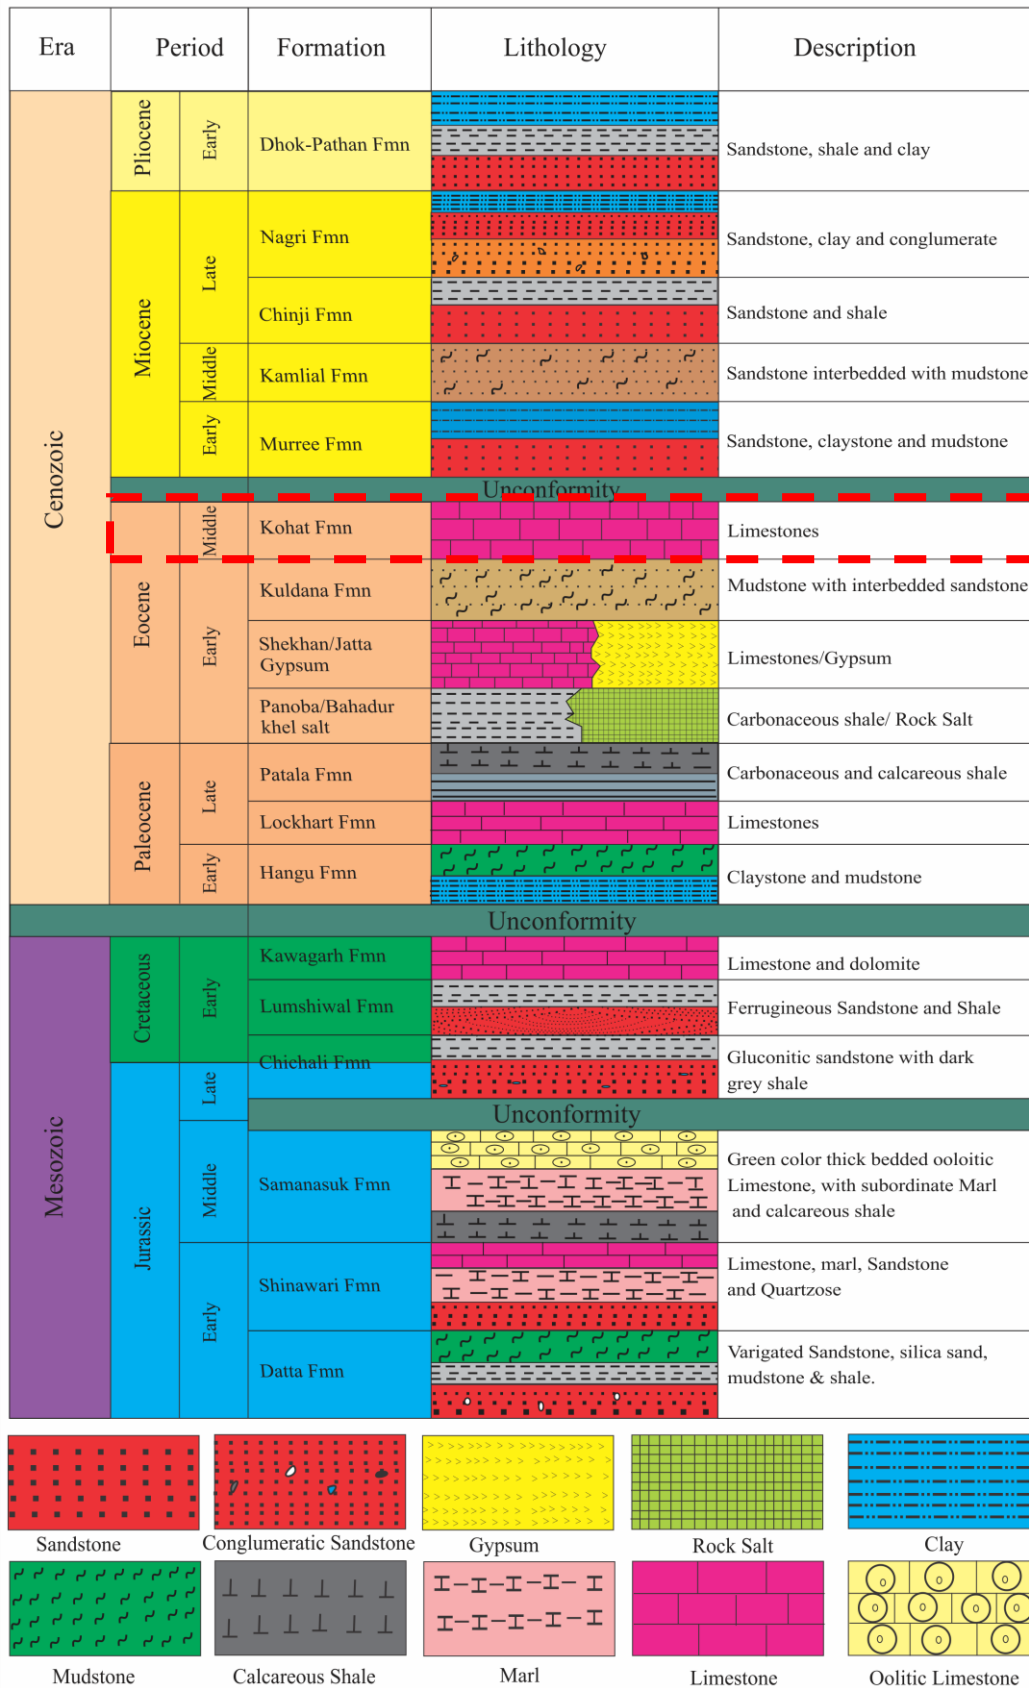 Era Period Formation Lithology Description
Cenozoic
Pliocene
Early
Dhok-Pathan Fmn
Sandstone, shale and clay
Miocene
Late
Nagri Fmn
Sandstone, clay and conglumerate
Chinji Fmn
Sandstone and shale
Middle
Kamlial Fmn
Sandstone interbedded with mudstone
Early
Murree Fmn
Sandstone, claystone and mudstone
Unconformity
Eocene
Middle
Kohat Fmn
Limestones
Early
Kuldana Fmn
Mudstone with interbedded sandstone
Shekhan/Jatta
Gypsum
Limestones/Gypsum
Panoba/Bahadur
khel salt
Carbonaceous shale/ Rock Salt
Paleocene
Late
Patala Fmn
Carbonaceous and calcareous shale
Lockhart Fmn
Limestones
Early
Hangu Fmn
Claystone and mudstone
Unconformity
Mesozoic
Cretaceous
Early
Kawagarh Fmn
Limestone and dolomite
Lumshiwal Fmn
Ferrugineous Sandstone and Shale
Chichali Fmn
Gluconitic sandstone with dark
grey shale
Jurassic
Late
Unconformity
Middle
Samanasuk Fmn
Green color thick bedded ooloitic
Limestone, with subordinate Marl
and calcareous shale
Early
Shinawari Fmn
Limestone, marl, Sandstone
and Quartzose
Datta Fmn
Varigated Sandstone, silica sand,
mudstone & shale.
Sandstone
Conglumeratic Sandstone
Gypsum
Rock Salt
Clay
Mudstone
Calcareous Shale
Marl
Limestone
Oolitic Limestone